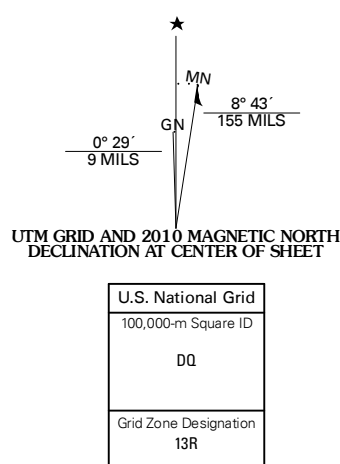 ★
MN
GN
8° 43´
155 MILS
0° 29´
9 MILS
UTM GRID AND 2010 MAGNETIC NORTH
DECLINATION AT CENTER OF SHEET
U.S. National Grid
100,000-m Square ID
DQ
Grid Zone Designation
13R